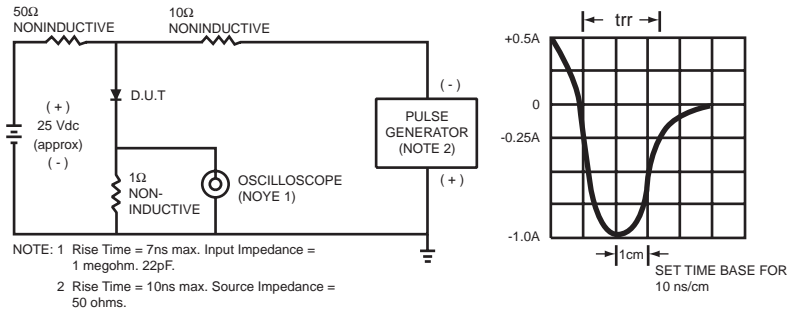 50Ω
NONINDUCTIVE
10Ω
NONINDUCTIVE
D.U.T
( + )
25 Vdc
(approx)
( - )
1Ω
NON-
INDUCTIVE
OSCILLOSCOPE
(NOYE 1)
( - )
PULSE
GENERATOR
(NOTE 2)
( + )
NOTE: 1 Rise Time = 7ns max. Input Impedance =
1 megohm. 22pF.
2 Rise Time = 10ns max. Source Impedance =
50 ohms.
trr
+0.5A
0
-0.25A
-1.0A
1cm
SET TIME BASE FOR
10 ns/cm